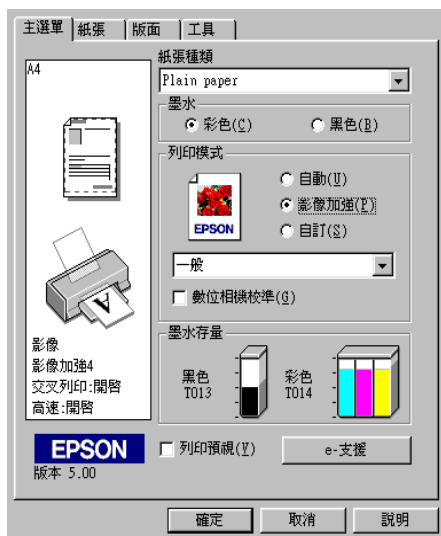 主選單 紙張 版面 工具
A4
紙張種類
Plain paper
墨水
彩色(C) 黑色(B)
列印模式
自動(U)
影像加強(P)
自訂(S)
EPSON
一般
數位相機校準(G)
墨水存量
黑色
T013
彩色
T014
影像
影像加強4
交叉列印:開啓
高速:開啓
EPSON
版本 5.00
列印預視(V)
e-支援
確定 取消 説明